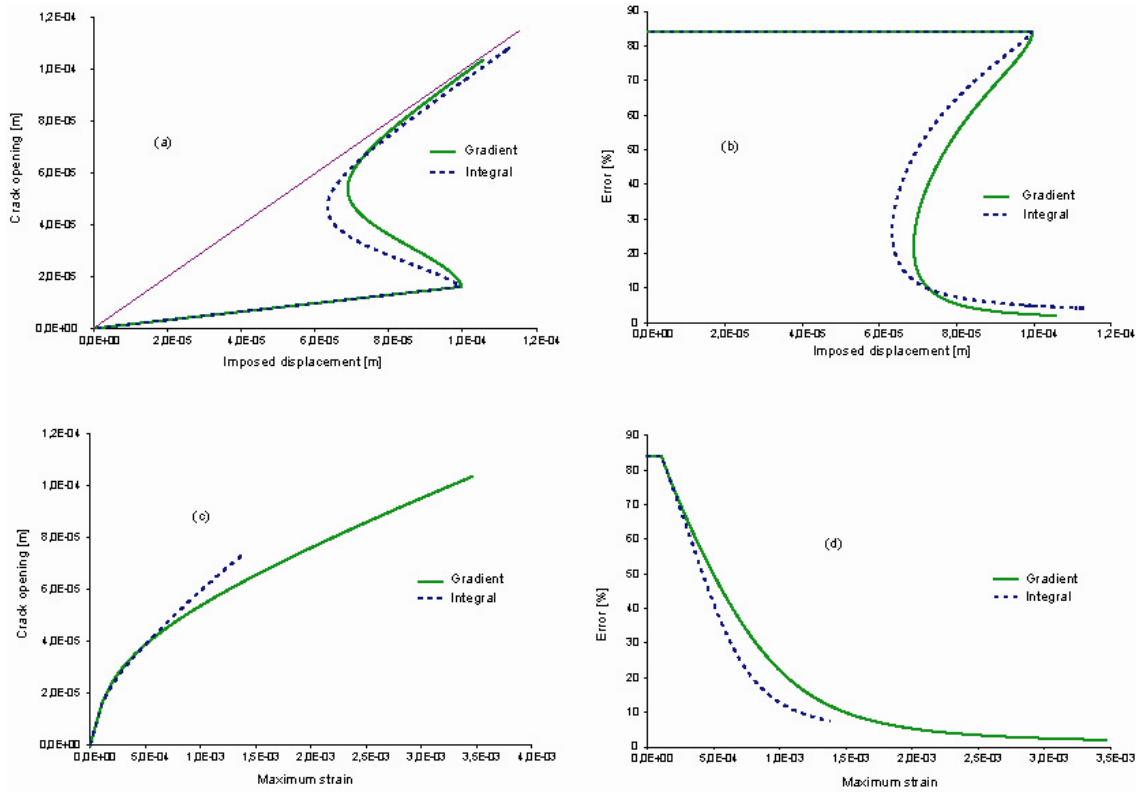 1,2E-04
1,0E-04
8,0E-05
6,0E-05
4,0E-05
2,0E-05
0,0E+00
Crack opening [m]
(a)
Gradient
Integral
0,0E+00 2,0E-05 4,0E-05 6,0E-05 8,0E-05 1,0E-04 1,2E-04
Imposed displacement [m]
90
80
70
60
50
40
30
20
10
0
Error [%]
(b)
Gradient
Integral
0,0E+00 2,0E-05 4,0E-05 6,0E-05 8,0E-05 1,0E-04 1,2E-04
Imposed displacement [m]
1,2E-04
1,0E-04
8,0E-05
6,0E-05
4,0E-05
2,0E-05
0,0E+00
Crack opening [m]
(c)
Gradient
Integral
0,0E+00 5,0E-04 1,0E-03 1,5E-03 2,0E-03 2,5E-03 3,0E-03 3,5E-03 4,0E-03
Maximum strain
90
80
70
60
50
40
30
20
10
0
Error [%]
(d)
Gradient
Integral
0,0E+00 5,0E-04 1,0E-03 1,5E-03 2,0E-03 2,5E-03 3,0E-03 3,5E-03
Maximum strain